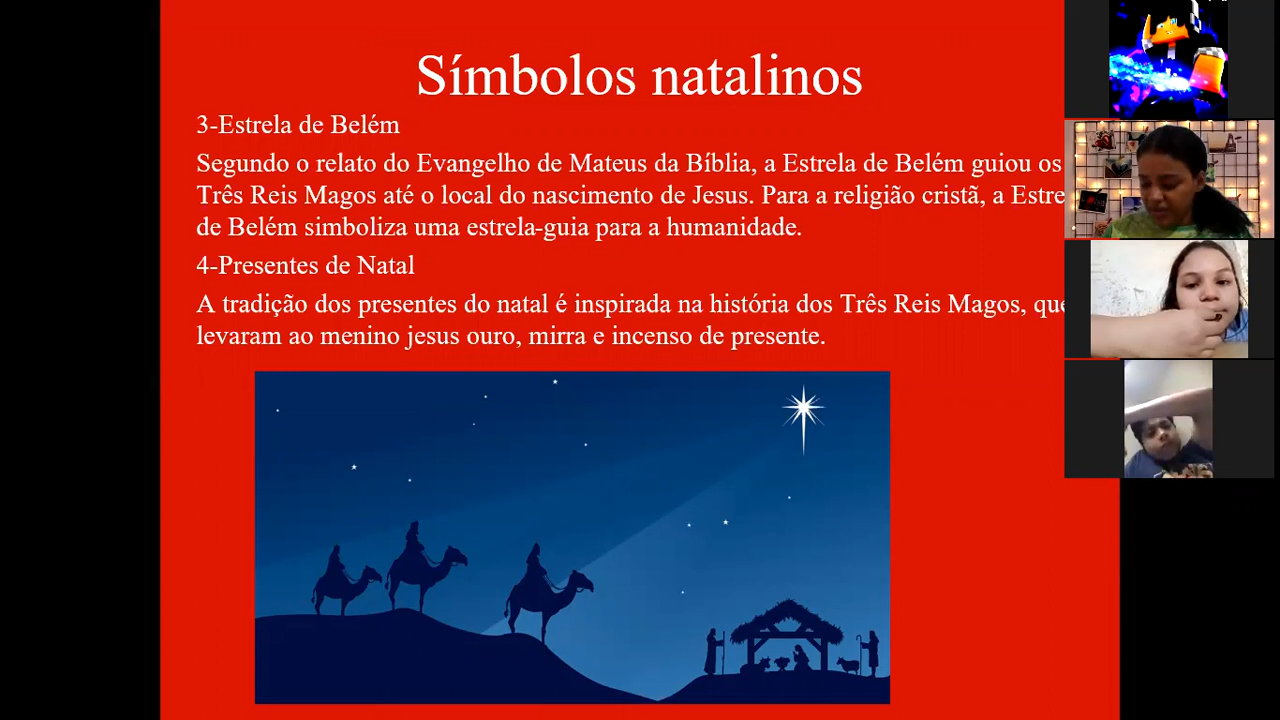 Símbolos natalinos
3-Estrela de Belém
Segundo o relato do Evangelho de Mateus da Bíblia, a Estrela de Belém guiou os
Três Reis Magos até o local do nascimento de Jesus. Para a religião cristã, a Estre
de Belém simboliza uma estrela-guia para a humanidade.
4-Presentes de Natal
A tradição dos presentes do natal é inspirada na história dos Três Reis Magos, que
levaram ao menino jesus ouro, mirra e incenso de presente.